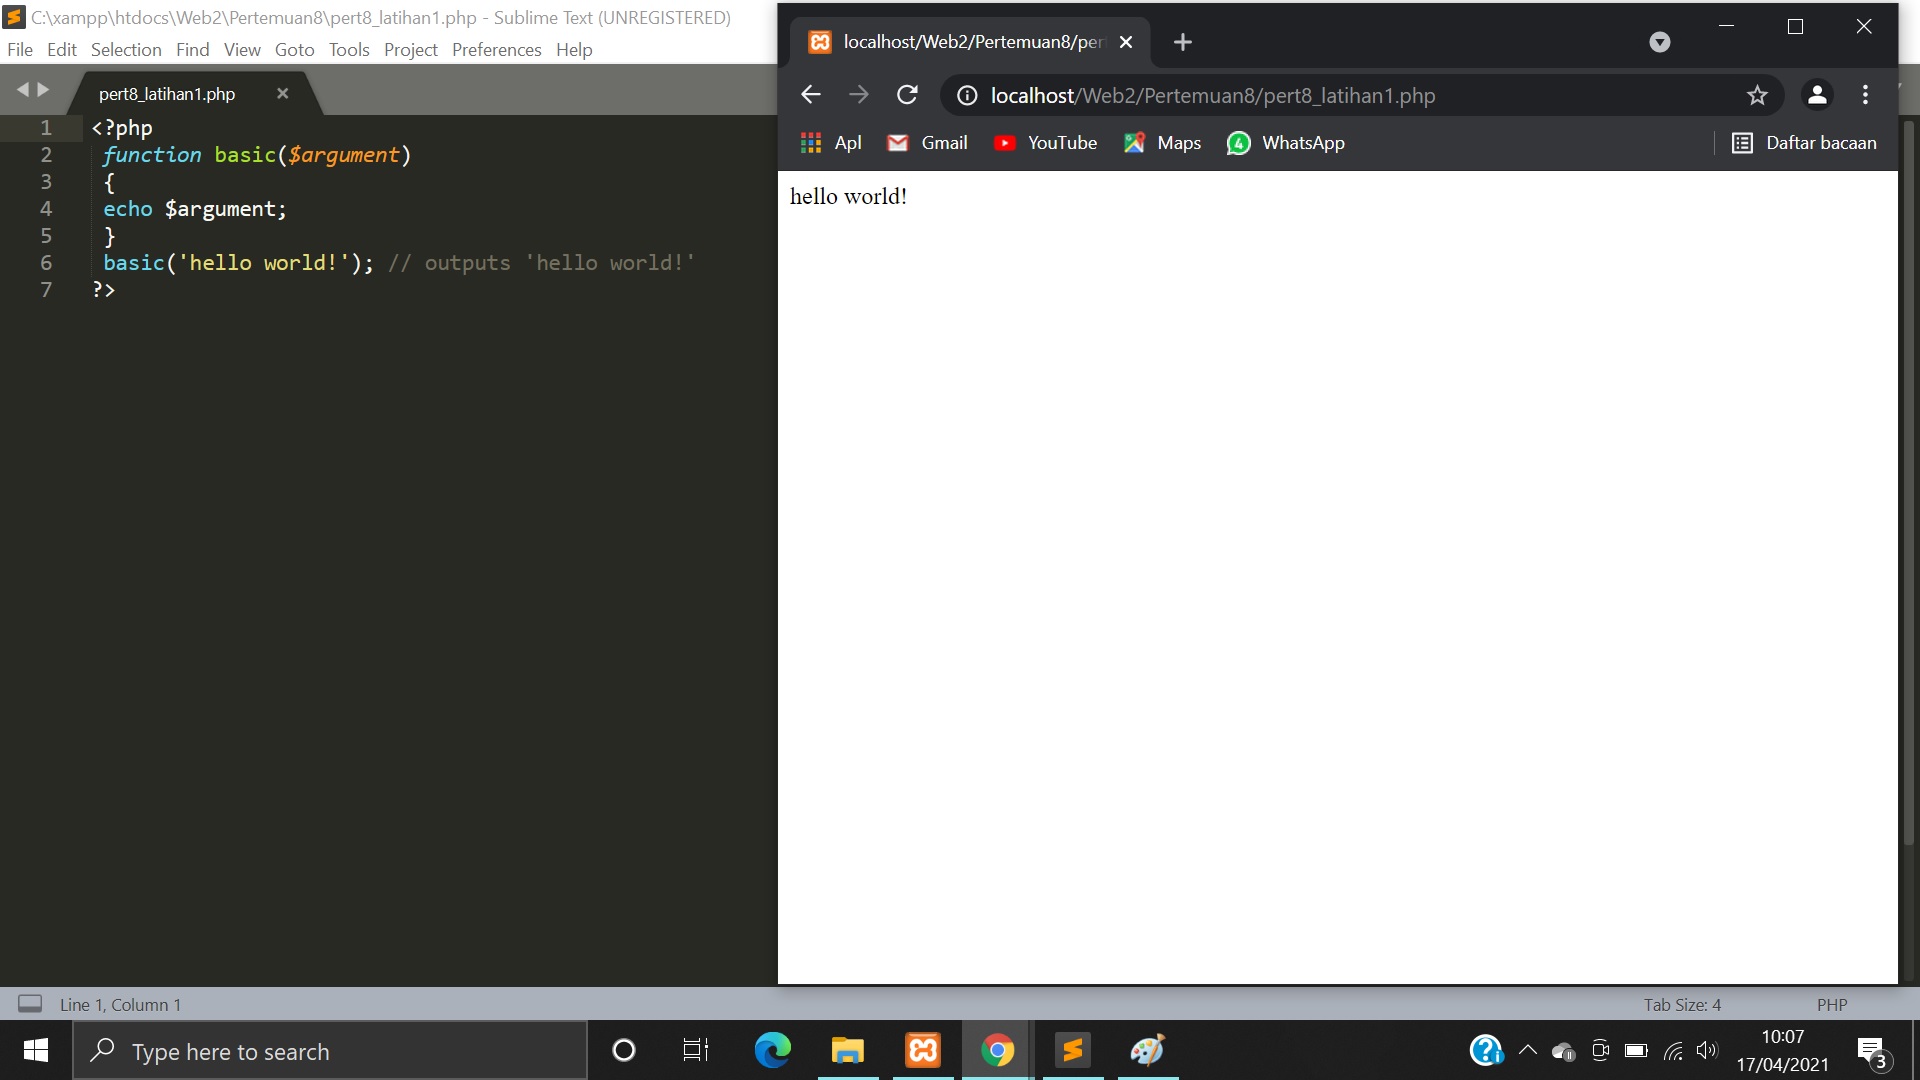 C:\xampp\htdocs\Web2\Pertemuan8\pert8_latihan1.php - Sublime Text (UNREGISTERED)
File Edit Selection Find View Goto Tools Project Preferences Help
pert8_latihan1.php
1 <?php
2 function basic($argument)
3 {
4 echo $argument;
5 }
6 basic('hello world!'); // outputs 'hello world!'
7 ?>
localhost/Web2/Pertemuan8/per
localhost/Web2/Pertemuan8/pert8_latihan1.php
Apl Gmail YouTube Maps 4 WhatsApp Daftar bacaan
hello world!
Line 1, Column 1 Tab Size: 4 PHP
Type here to search
10:07
17/04/2021
3